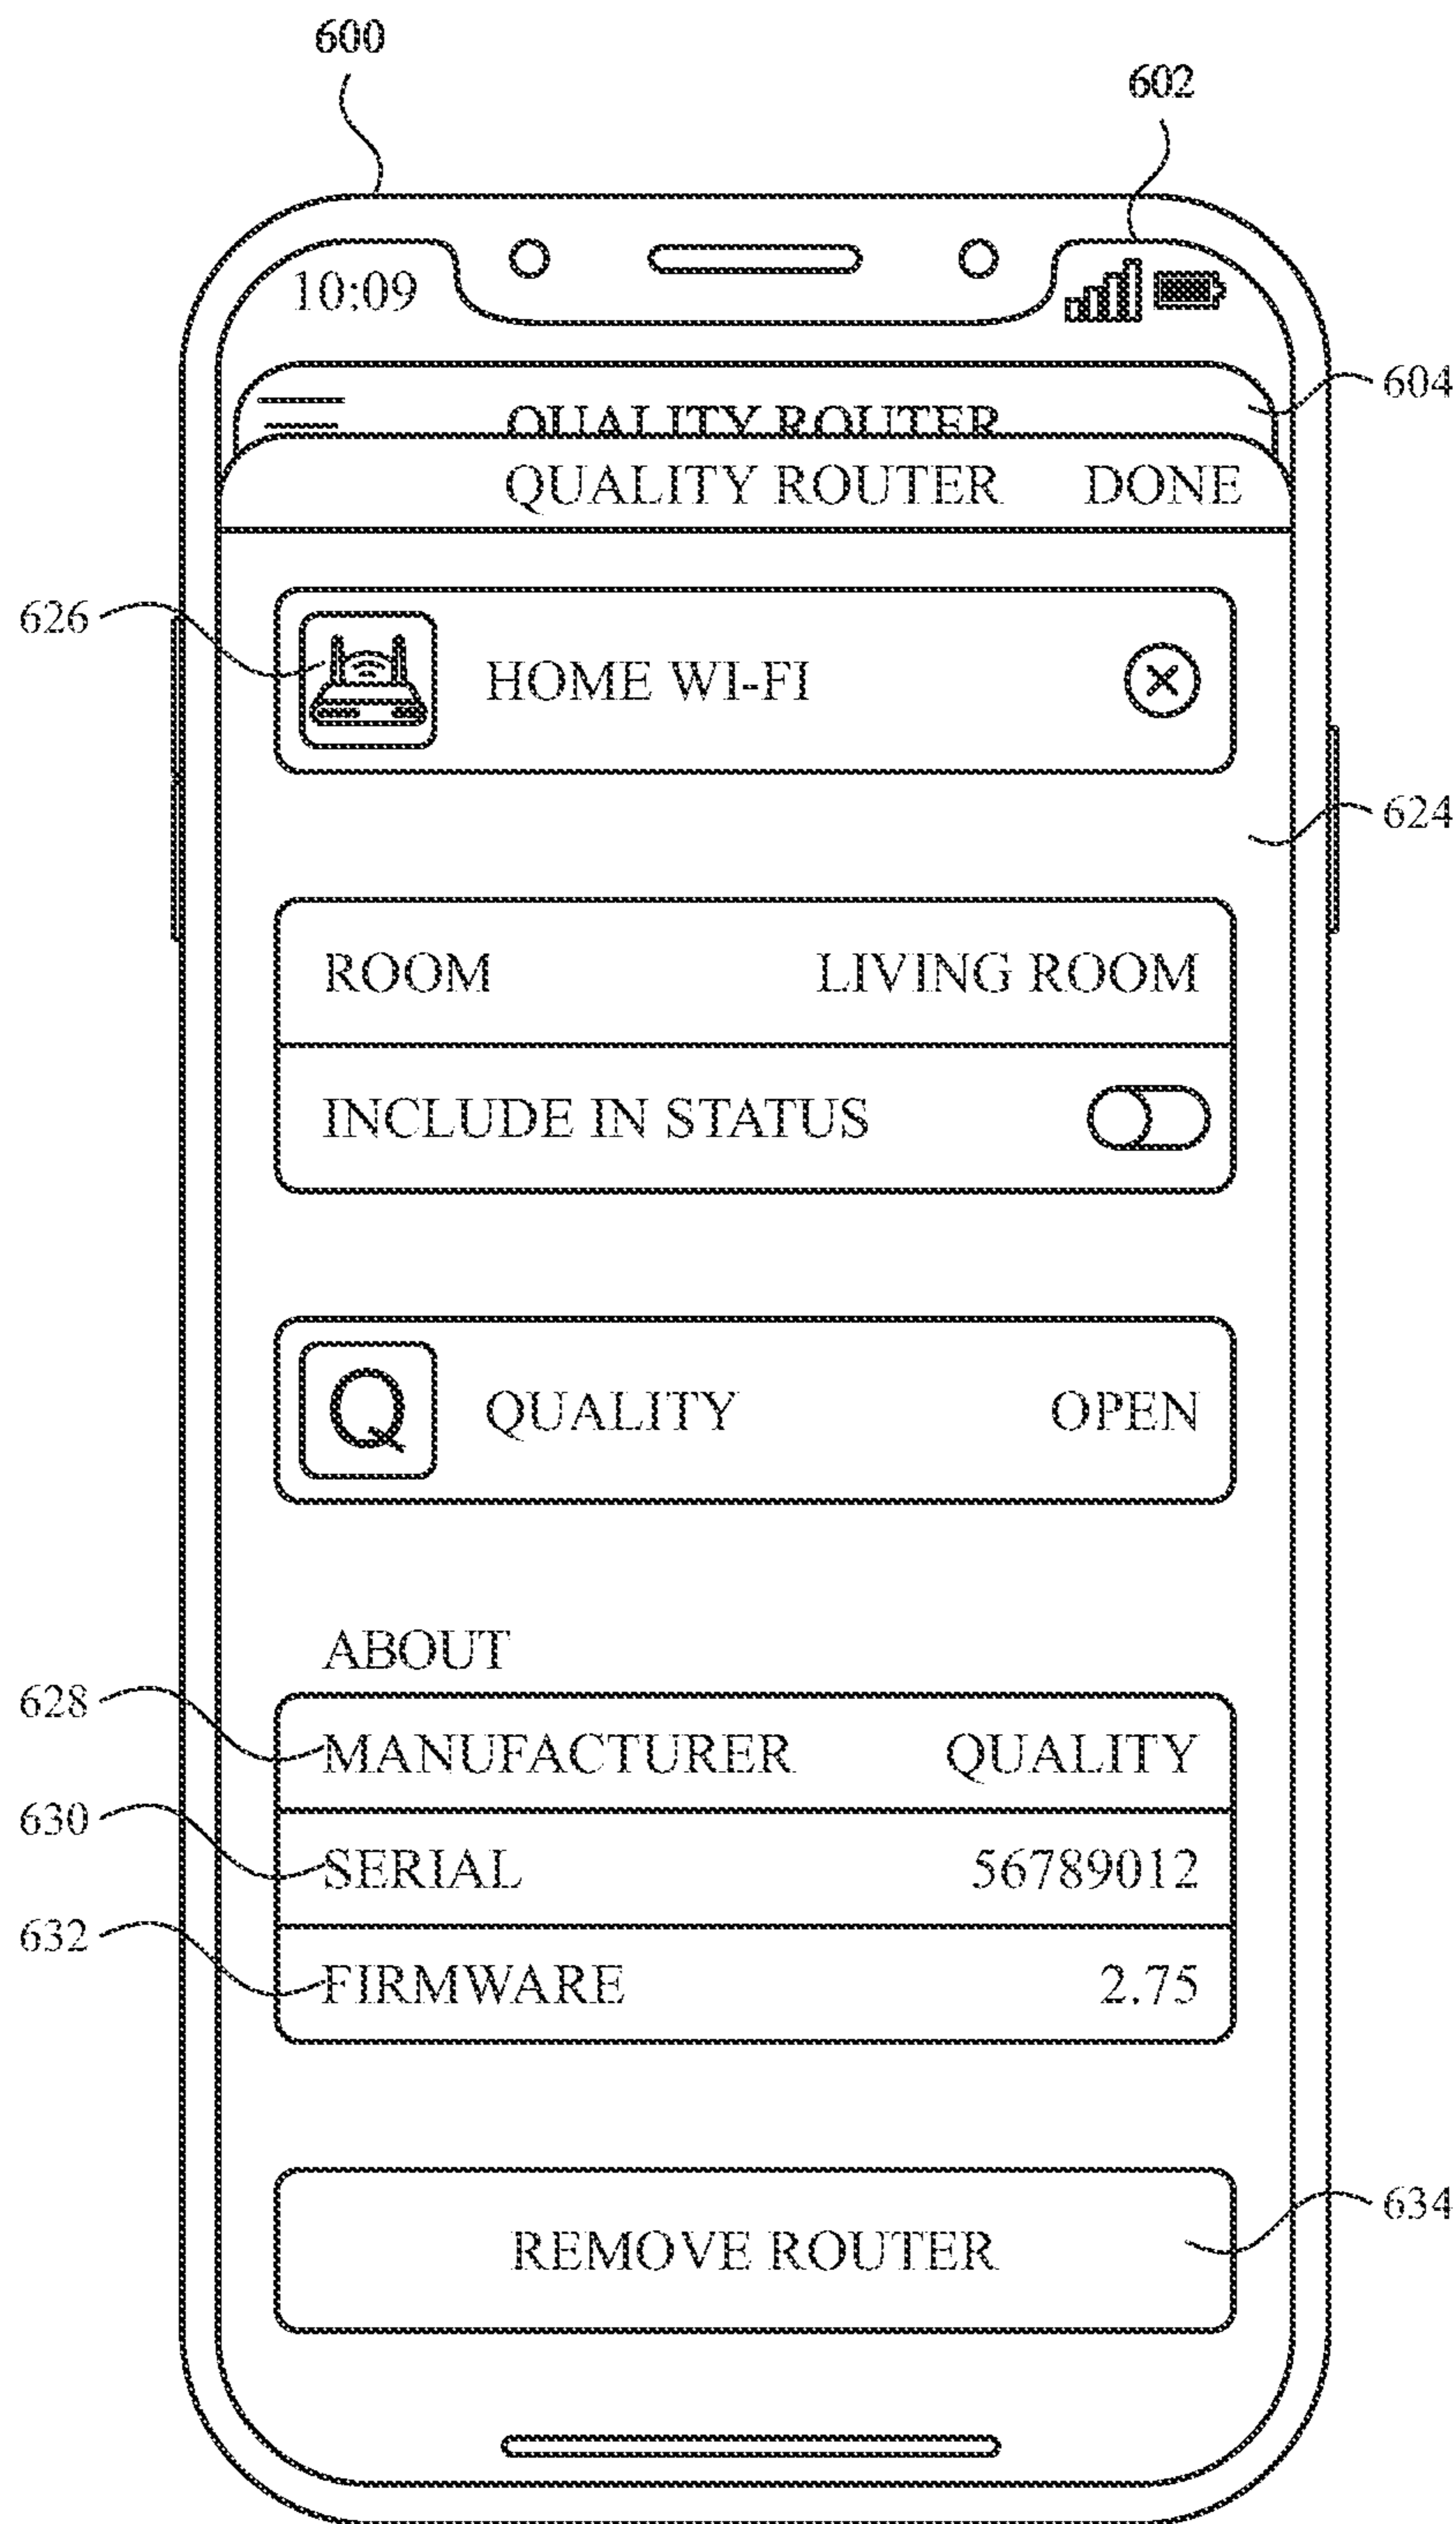 600
602
10:09
604
QUALITY ROUTER
QUALITY ROUTER DONE
626
HOME WI-FI
624
ROOM LIVING ROOM
INCLUDE IN STATUS
Q QUALITY OPEN
ABOUT
628
MANUFACTURER QUALITY
630
SERIAL 56789012
632
FIRMWARE 2.75
634
REMOVE ROUTER